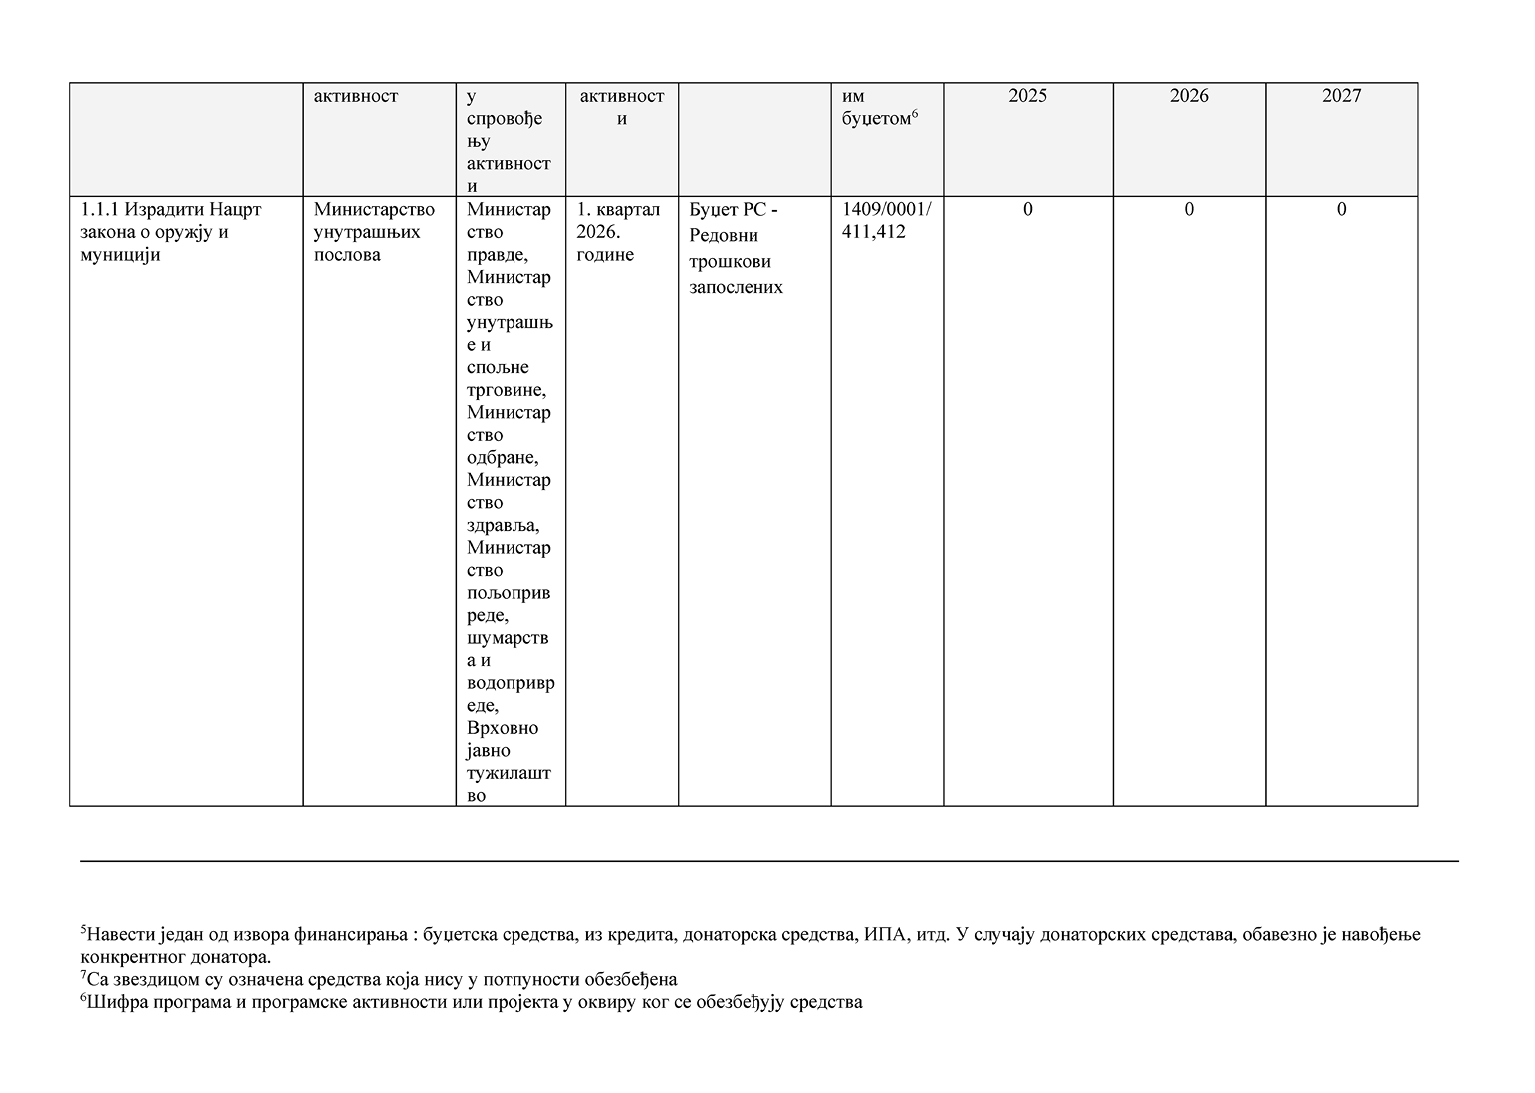 активност
у
спровође
њу
активност
и
активност
и
им
буџетом⁶
2025
2026
2027
1.1.1 Израдити Нацрт
закона о оружју и
муницији
Министарство
унутрашњих
послова
Министар
ство
правде,
Министар
ство
унутрашњ
е и
спољне
трговине,
Министар
ство
одбране,
Министар
ство
здравља,
Министар
ство
пољоприв
реде,
шумарств
а и
водопривр
еде,
Врховно
јавно
тужилашт
во
1. квартал
2026.
године
Буџет РС -
Редовни
трошкови
запослених
1409/0001/
411,412
0
0
0
⁵Навести један од извора финансирања : буџетска средства, из кредита, донаторска средства, ИПА, итд. У случају донаторских средстава, обавезно је навођење
конкретног донатора.
⁷Са звездицом су означена средства која нису у потпуности обезбеђена
⁶Шифра програма и програмске активности или пројекта у оквиру ког се обезбеђују средства